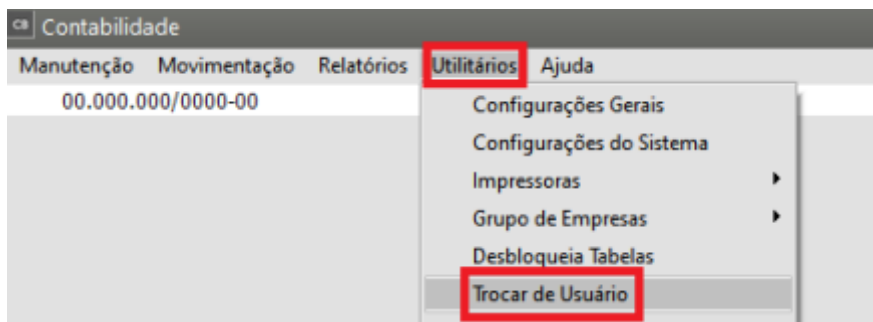 CB Contabilidade
Manutenção Movimentação Relatórios Utilitários Ajuda
00.000.000/0000-00
Configurações Gerais
Configurações do Sistema
Impressoras
Grupo de Empresas
Desbloqueia Tabelas
Trocar de Usuário